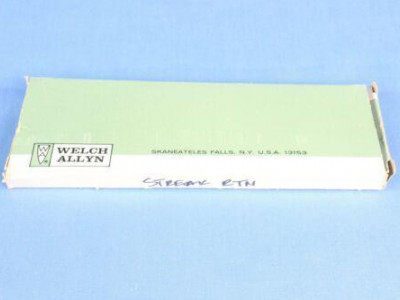 WELCH
ALLYN
SKANEATELES FALLS, N.Y. U.S.A. 13153
STREAK RTN